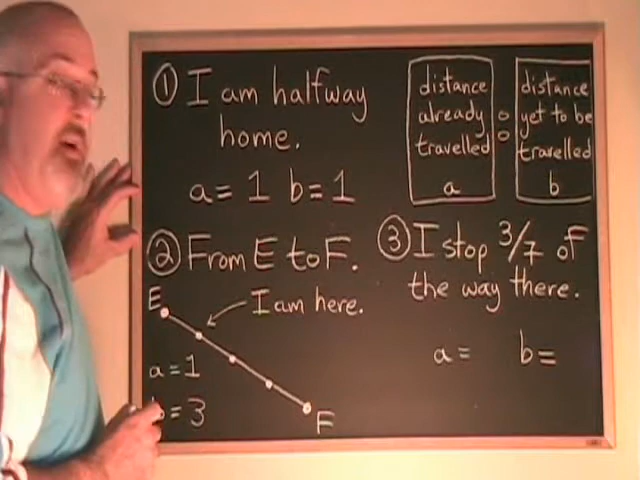 ① I am halfway
home.
a = 1 b = 1
distance
already
travelled
a
:
distance
yet to be
travelled
b
② From E to F.
E
I am here.
a = 1
b = 3
F
③ I stop 3/7 of
the way there.
a = b =